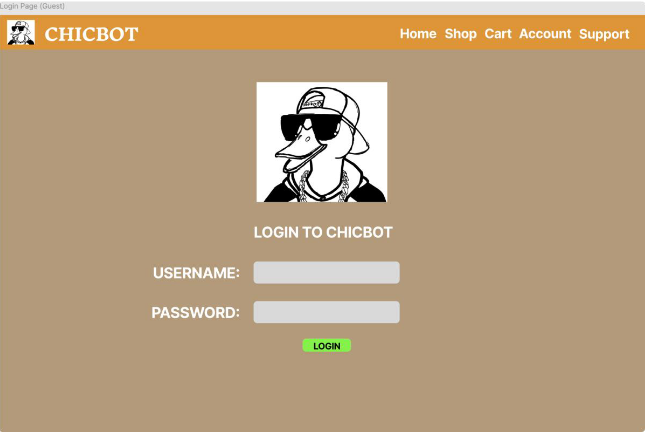 Login Page (Guest)
CHICBOT
Home Shop Cart Account Support
LOGIN TO CHICBOT
USERNAME:
PASSWORD:
LOGIN